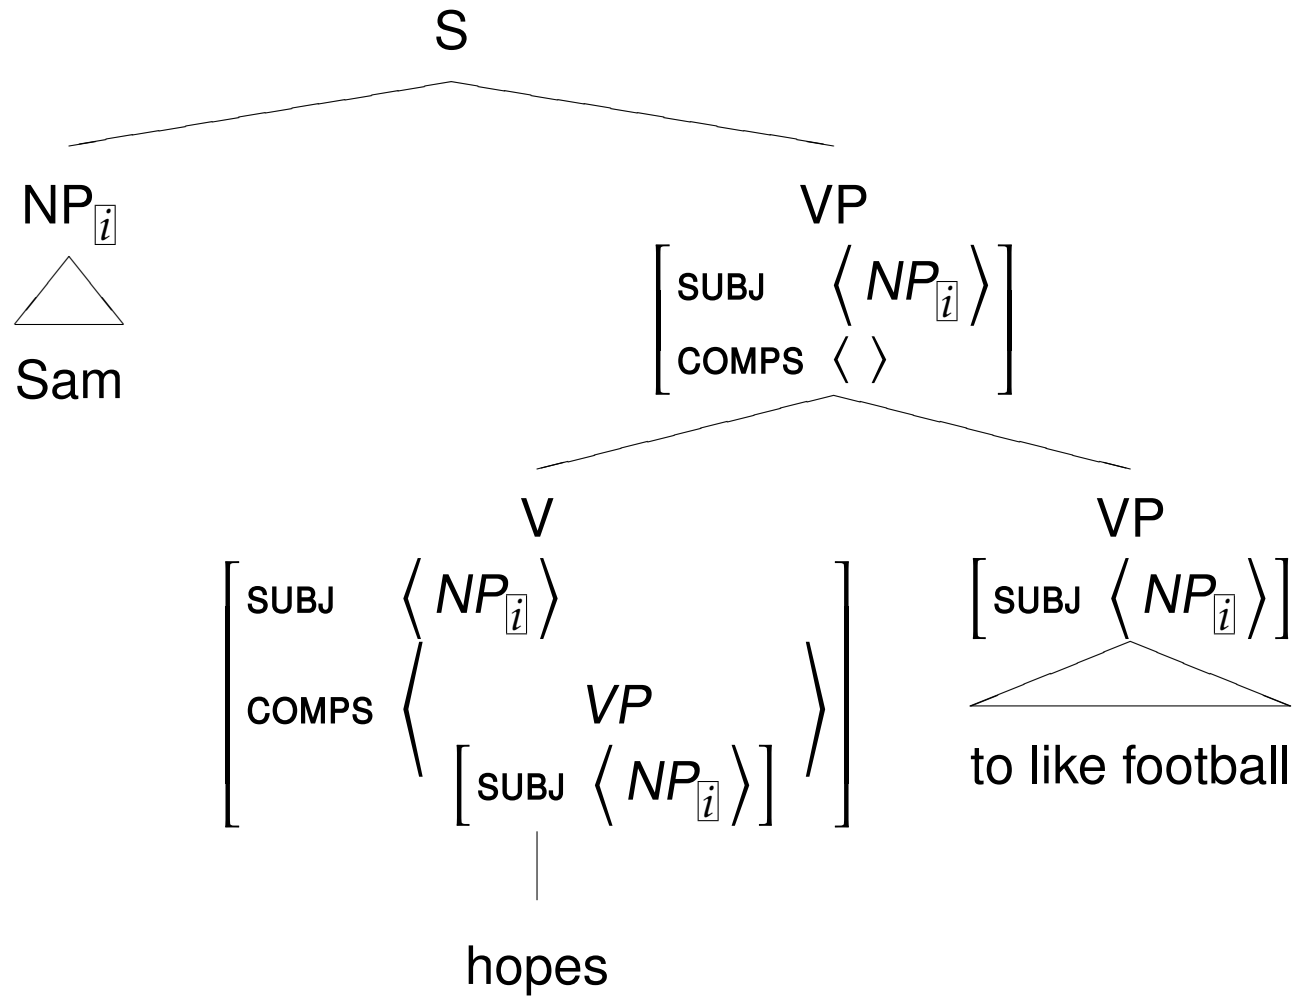 S
NP i
VP
Sam
SUBJ ⟨ NP i ⟩
COMPS ⟨ ⟩
V
VP
SUBJ ⟨ NP i ⟩
SUBJ ⟨ NP i ⟩
COMPS ⟨ VP ⟩
SUBJ ⟨ NP i ⟩
to like football
hopes